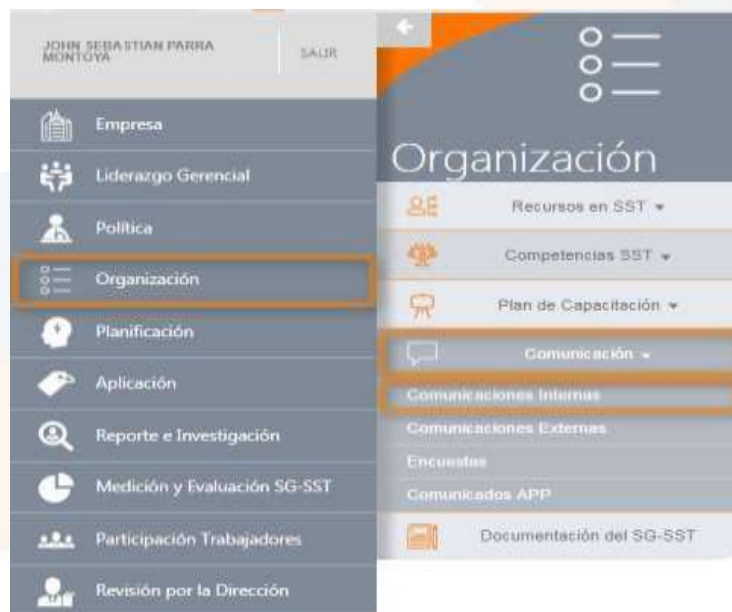 JOHN SEBASTIAN PARRA
MONTOYA
SALIR
Empresa
Liderazgo Gerencial
Política
Organización
Planificación
Aplicación
Reporte e Investigación
Medición y Evaluación SG-SST
Participación Trabajadores
Revisión por la Dirección
Organización
Recursos en SST
Competencias SST
Plan de Capacitación
Comunicación
Comunicaciones Internas
Comunicaciones Externas
Encuestas
Comunicados APP
Documentación del SG-SST